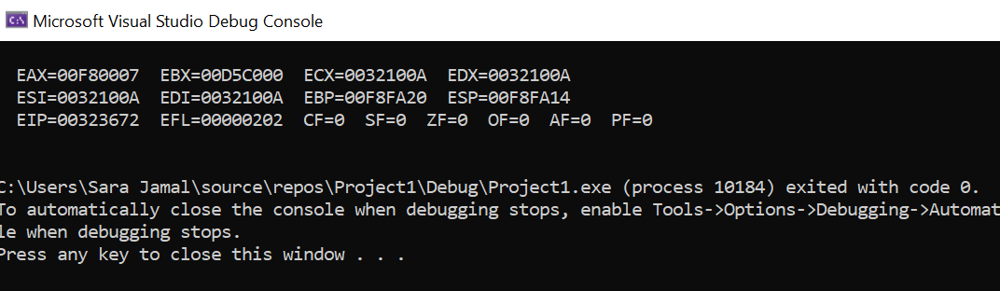 C:\ Microsoft Visual Studio Debug Console
EAX=00F80007 EBX=00D5C000 ECX=0032100A EDX=0032100A
ESI=0032100A EDI=0032100A EBP=00F8FA20 ESP=00F8FA14
EIP=00323672 EFL=00000202 CF=0 SF=0 ZF=0 OF=0 AF=0 PF=0
C:\Users\Sara Jamal\source\repos\Project1\Debug\Project1.exe (process 10184) exited with code 0.
To automatically close the console when debugging stops, enable Tools->Options->Debugging->Automat
le when debugging stops.
Press any key to close this window . . .